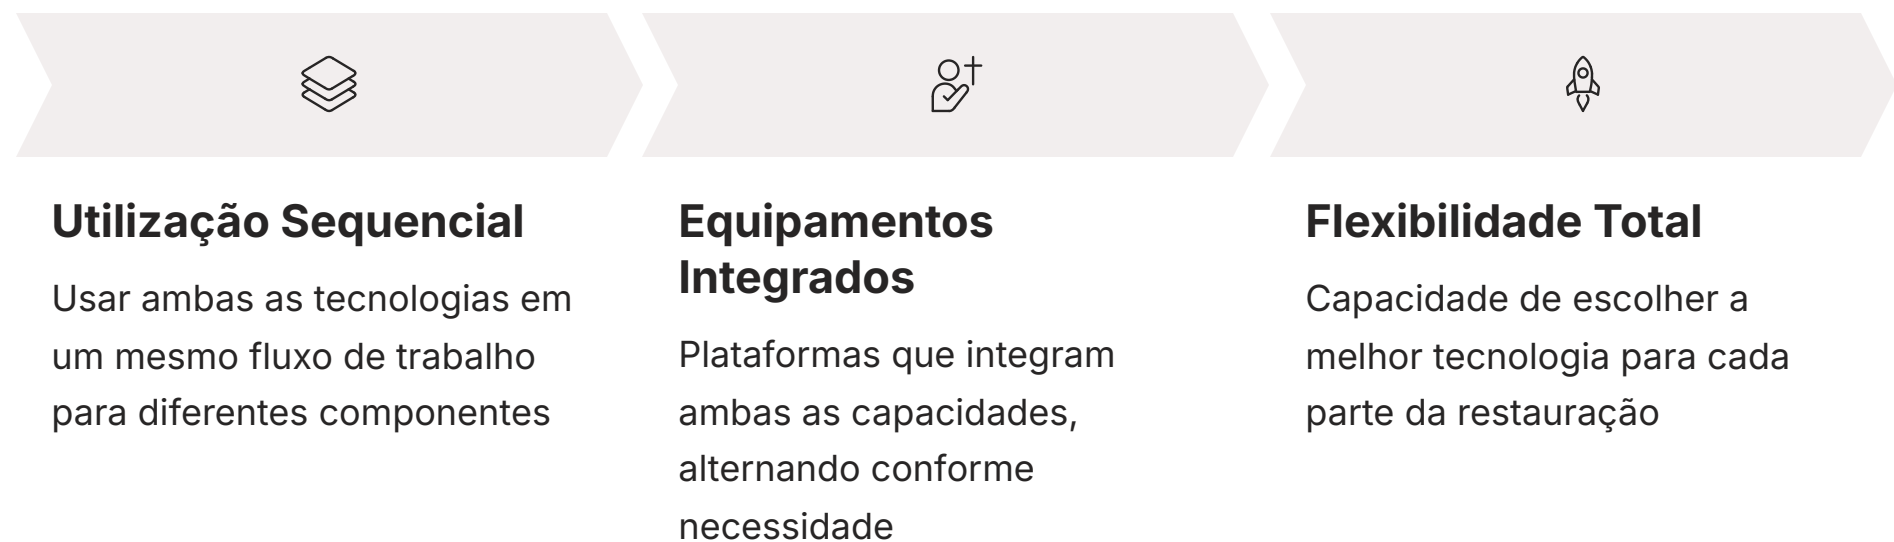 Utilização Sequencial
Usar ambas as tecnologias em
um mesmo fluxo de trabalho
para diferentes componentes
Equipamentos
Integrados
Plataformas que integram
ambas as capacidades,
alternando conforme
necessidade
Flexibilidade Total
Capacidade de escolher a
melhor tecnologia para cada
parte da restauração